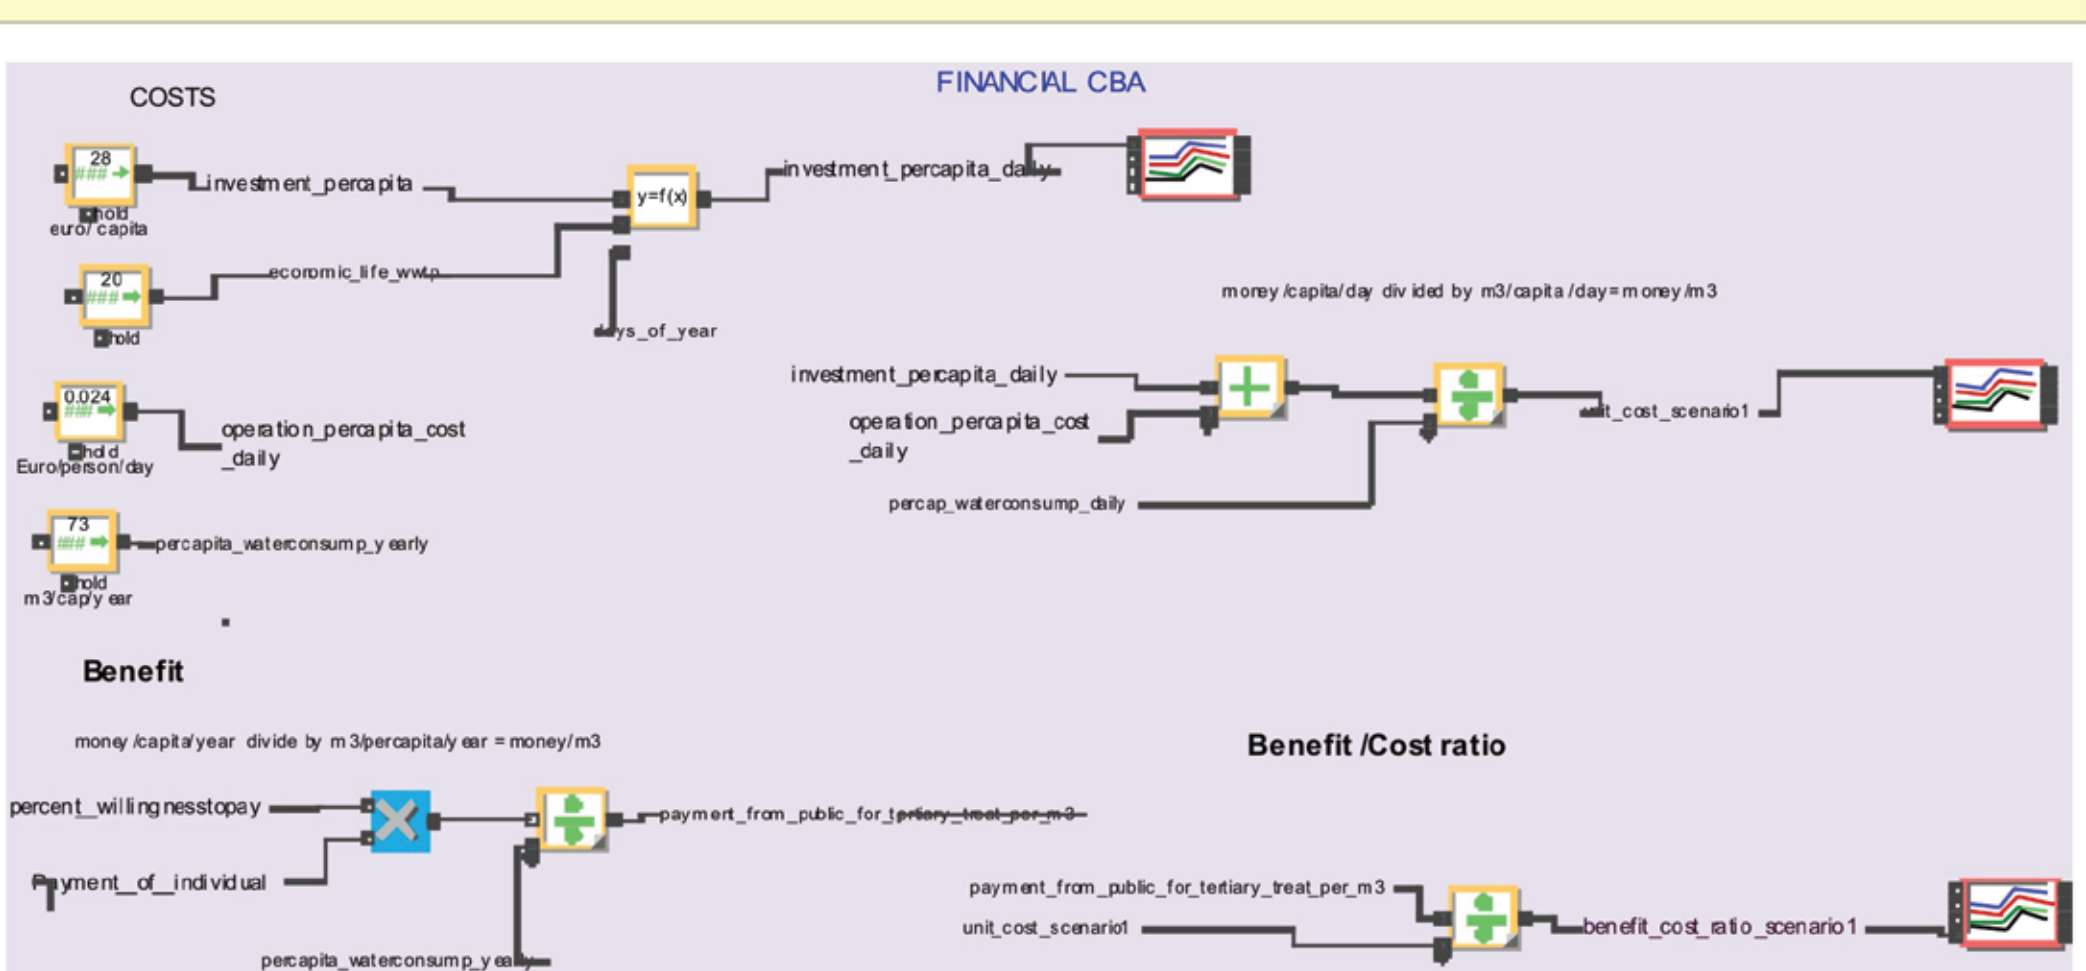 FINANCIAL CBA
COSTS
28
###
hold
euro/ capita
investment_percapita
y=f(x)
investment_percapita_daily
20
###
hold
economic_life_wwtp
days_of_year
money/capita/day divided by m3/capita/day=money/m3
0.024
###
hold
Euro/person/day
operation_percapita_cost
_daily
investment_percapita_daily
operation_percapita_cost
_daily
unit_cost_scenario1
percap_waterconsump_daily
73
###
hold
m3/cap/year
percapita_waterconsump_yearly
Benefit
money/capita/year divide by m3/percapita/year = money/m3
percent_willingnesstopay
Payment_of_individual
payment_from_public_for_tertiary_treat_per_m3
percapita_waterconsump_yearly
Benefit /Cost ratio
payment_from_public_for_tertiary_treat_per_m3
unit_cost_scenario1
benefit_cost_ratio_scenario1